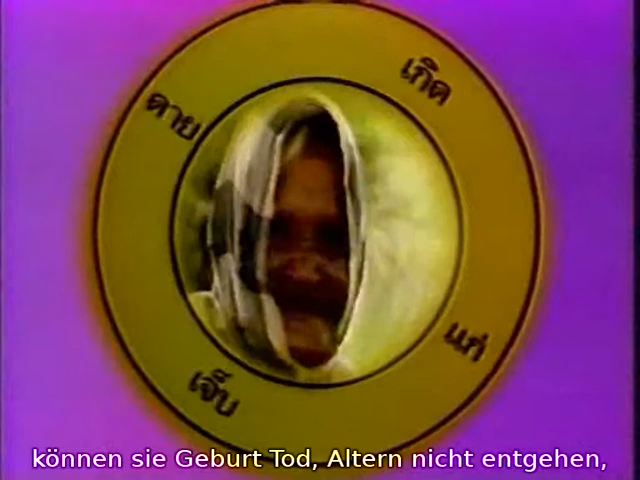 เกิด
แก่
เจ็บ
ตาย
können sie Geburt Tod, Altern nicht entgehen,